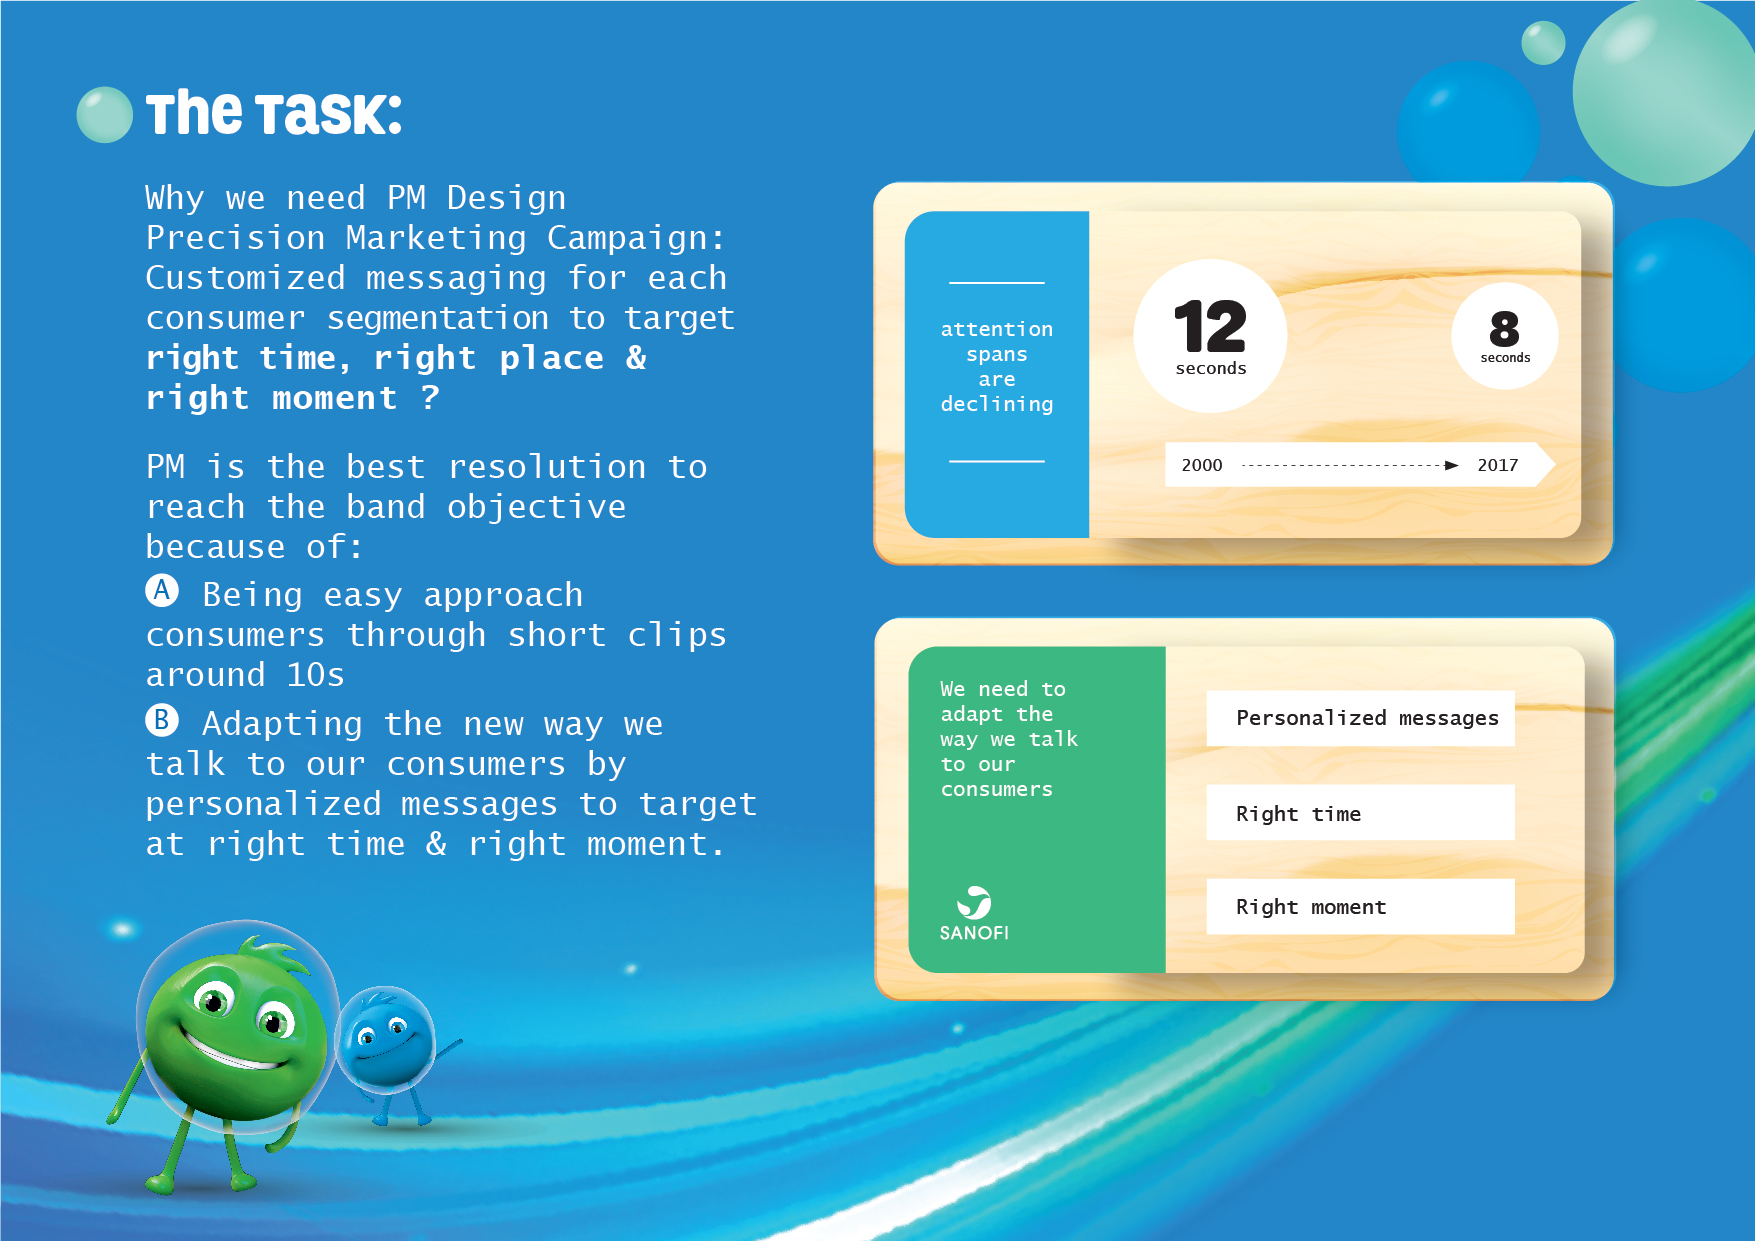 The Task:
Why we need PM Design
Precision Marketing Campaign:
Customized messaging for each
consumer segmentation to target
right time, right place &
right moment ?
PM is the best resolution to
reach the band objective
because of:
A Being easy approach
consumers through short clips
around 10s
B Adapting the new way we
talk to our consumers by
personalized messages to target
at right time & right moment.
attention
spans
are
declining
12
seconds
8
seconds
2000
2017
We need to
adapt the
way we talk
to our
consumers
SANOFI
Personalized messages
Right time
Right moment